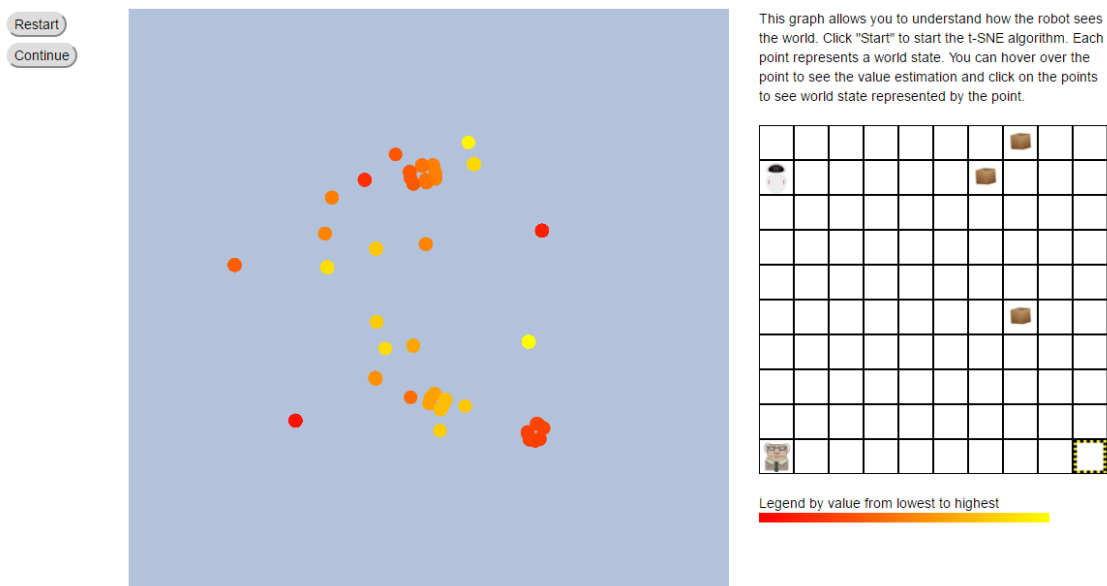 Restart
Continue
This graph allows you to understand how the robot sees
the world. Click "Start" to start the t-SNE algorithm. Each
point represents a world state. You can hover over the
point to see the value estimation and click on the points
to see world state represented by the point.
Legend by value from lowest to highest